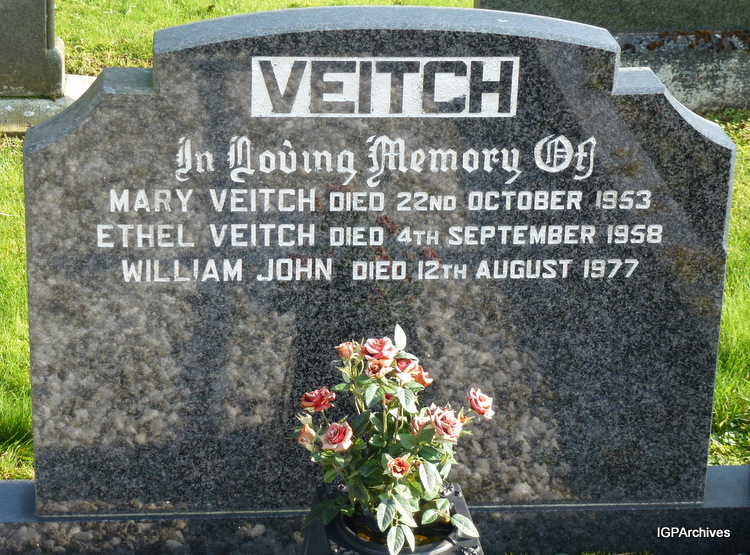 VEITCH
In Loving Memory Of
MARY VEITCH DIED 22ND OCTOBER 1953
ETHEL VEITCH DIED 4TH SEPTEMBER 1958
WILLIAM JOHN DIED 12TH AUGUST 1977
IGPArchives